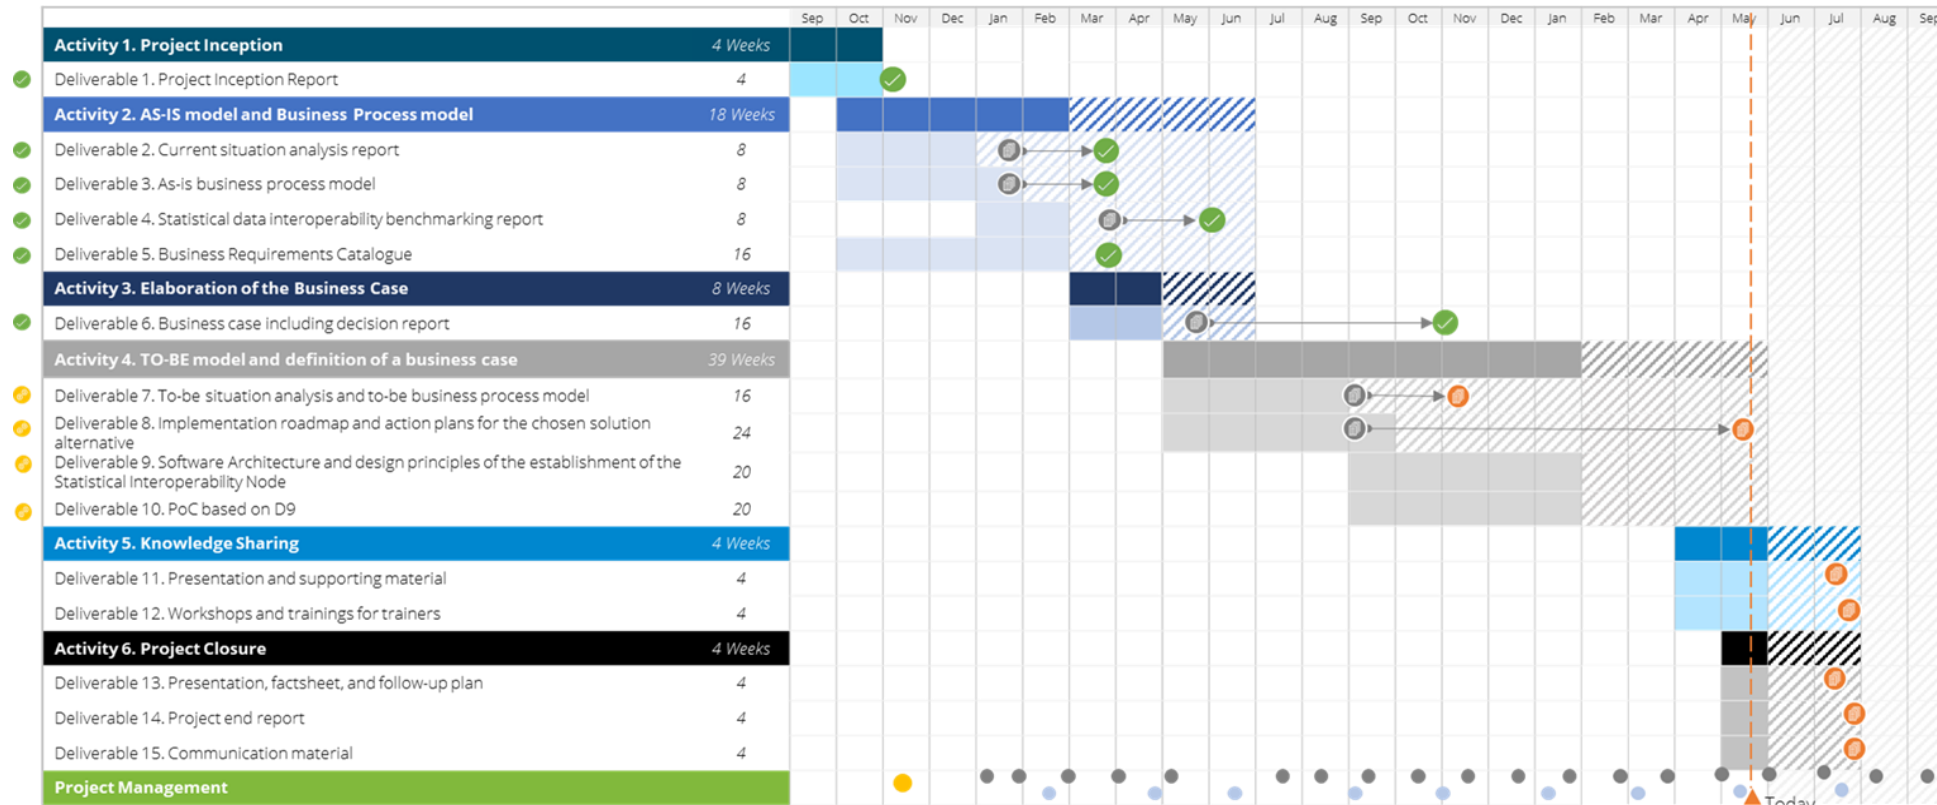 Sep Oct Nov Dec Jan Feb Mar Apr May Jun Jul Aug Sep Oct Nov Dec Jan Feb Mar Apr May Jun Jul Aug Sep
Activity 1. Project Inception 4 Weeks
Deliverable 1. Project Inception Report 4
Activity 2. AS-IS model and Business Process model 18 Weeks
Deliverable 2. Current situation analysis report 8
Deliverable 3. As-is business process model 8
Deliverable 4. Statistical data interoperability benchmarking report 8
Deliverable 5. Business Requirements Catalogue 16
Activity 3. Elaboration of the Business Case 8 Weeks
Deliverable 6. Business case including decision report 16
Activity 4. TO-BE model and definition of a business case 39 Weeks
Deliverable 7. To-be situation analysis and to-be business process model 16
Deliverable 8. Implementation roadmap and action plans for the chosen solution
alternative 24
Deliverable 9. Software Architecture and design principles of the establishment of the
Statistical Interoperability Node 20
Deliverable 10. PoC based on D9 20
Activity 5. Knowledge Sharing 4 Weeks
Deliverable 11. Presentation and supporting material 4
Deliverable 12. Workshops and trainings for trainers 4
Activity 6. Project Closure 4 Weeks
Deliverable 13. Presentation, factsheet, and follow-up plan 4
Deliverable 14. Project end report 4
Deliverable 15. Communication material 4
Project Management
Today